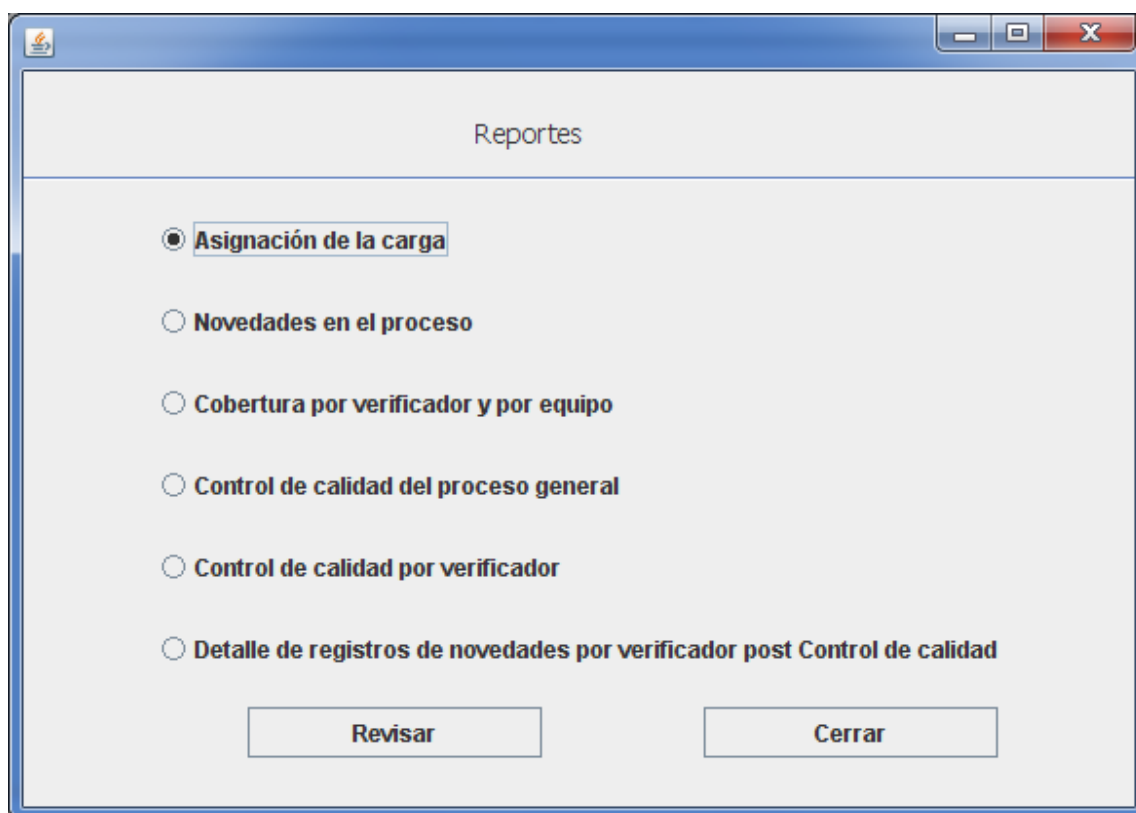 Reportes
Asignación de la carga
Novedades en el proceso
Cobertura por verificador y por equipo
Control de calidad del proceso general
Control de calidad por verificador
Detalle de registros de novedades por verificador post Control de calidad
Revisar Cerrar